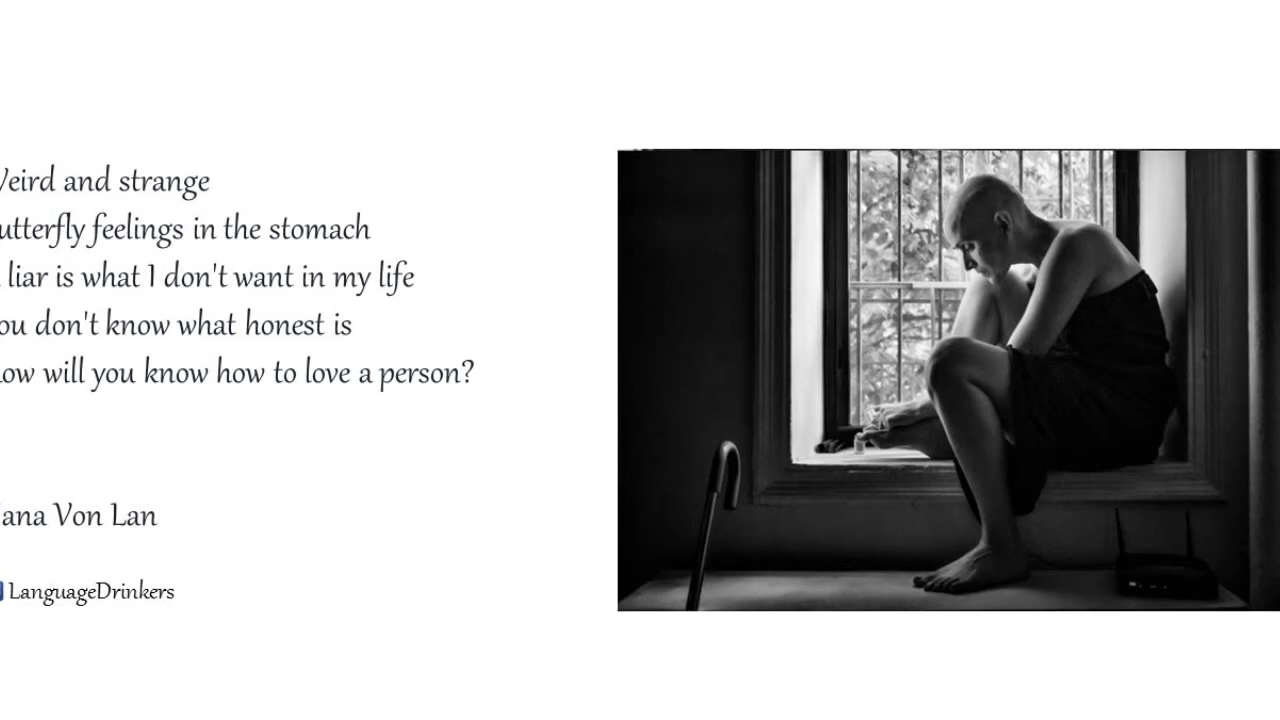 eird and strange
utterfly feelings in the stomach
liar is what I don't want in my life
ou don't know what honest is
ow will you know how to love a person?
ana Von Lan
LanguageDrinkers